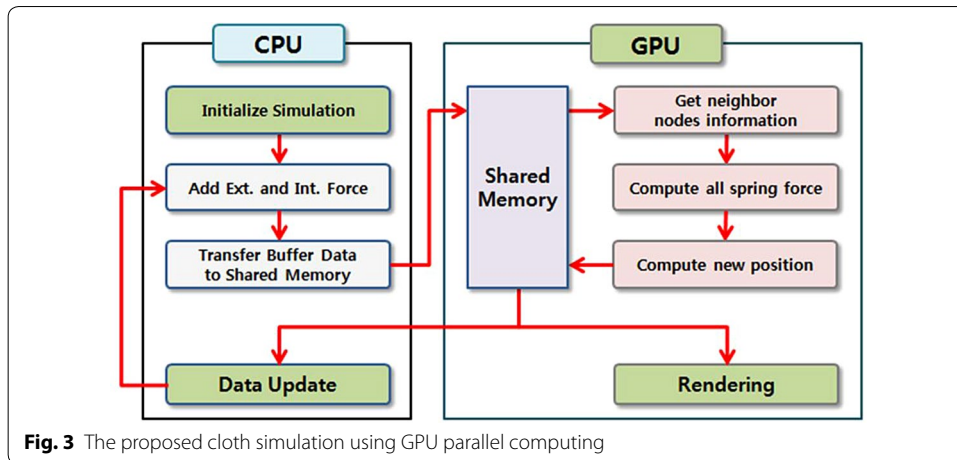 CPU
Initialize Simulation
Add Ext. and Int. Force
Transfer Buffer Data
to Shared Memory
Data Update
GPU
Shared
Memory
Get neighbor
nodes information
Compute all spring force
Compute new position
Rendering
Fig. 3 The proposed cloth simulation using GPU parallel computing